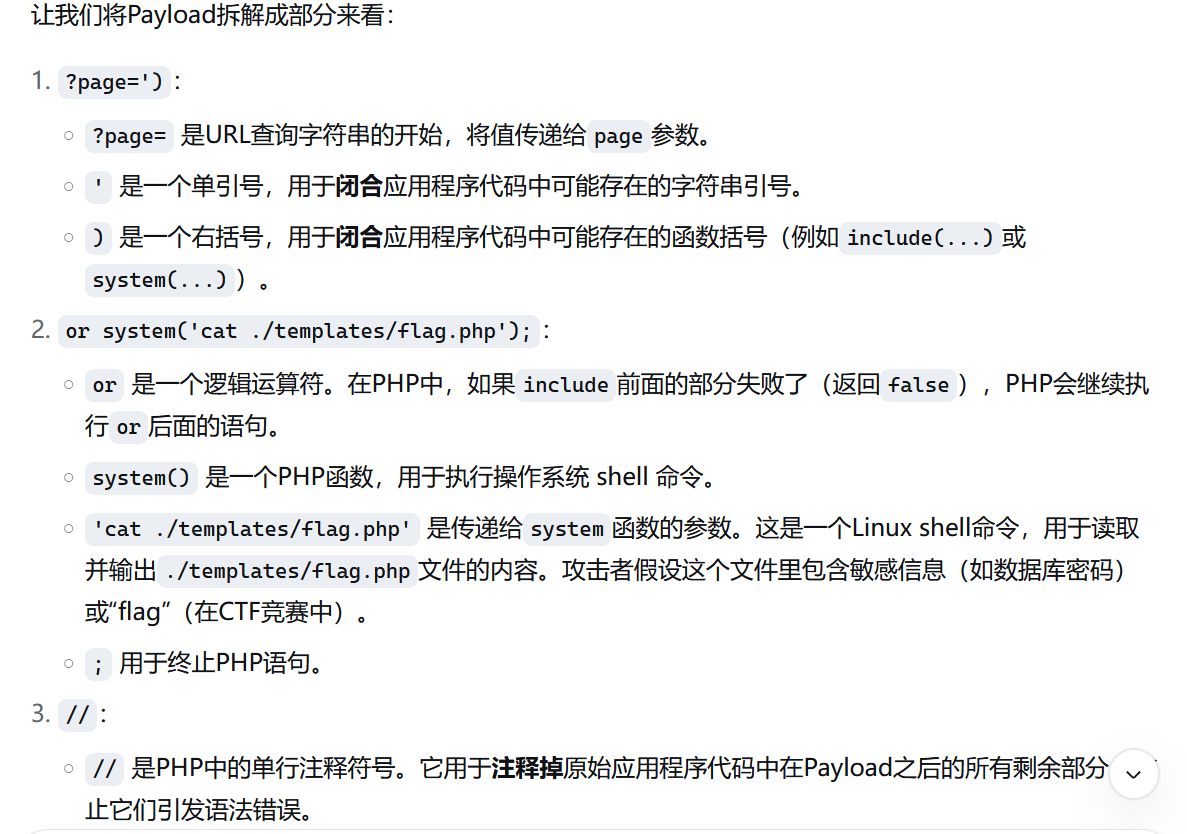 让我们将Payload拆解成部分来看：
1. ?page=')：
○ ?page= 是URL查询字符串的开始，将值传递给 page 参数。
○ ' 是一个单引号，用于闭合应用程序代码中可能存在的字符串引号。
○ ) 是一个右括号，用于闭合应用程序代码中可能存在的函数括号（例如 include(...) 或
system(...)）。
2. or system('cat ./templates/flag.php');：
○ or 是一个逻辑运算符。在PHP中，如果 include 前面的部分失败了（返回 false），PHP会继续执
行 or 后面的语句。
○ system() 是一个PHP函数，用于执行操作系统 shell 命令。
○ 'cat ./templates/flag.php' 是传递给 system 函数的参数。这是一个Linux shell命令，用于读取
并输出 ./templates/flag.php 文件的内容。攻击者假设这个文件里包含敏感信息（如数据库密码）
或“flag”（在CTF竞赛中）。
○ ; 用于终止PHP语句。
3. //：
○ // 是PHP中的单行注释符号。它用于注释掉原始应用程序代码中在Payload之后的所有剩余部分
止它们引发语法错误。